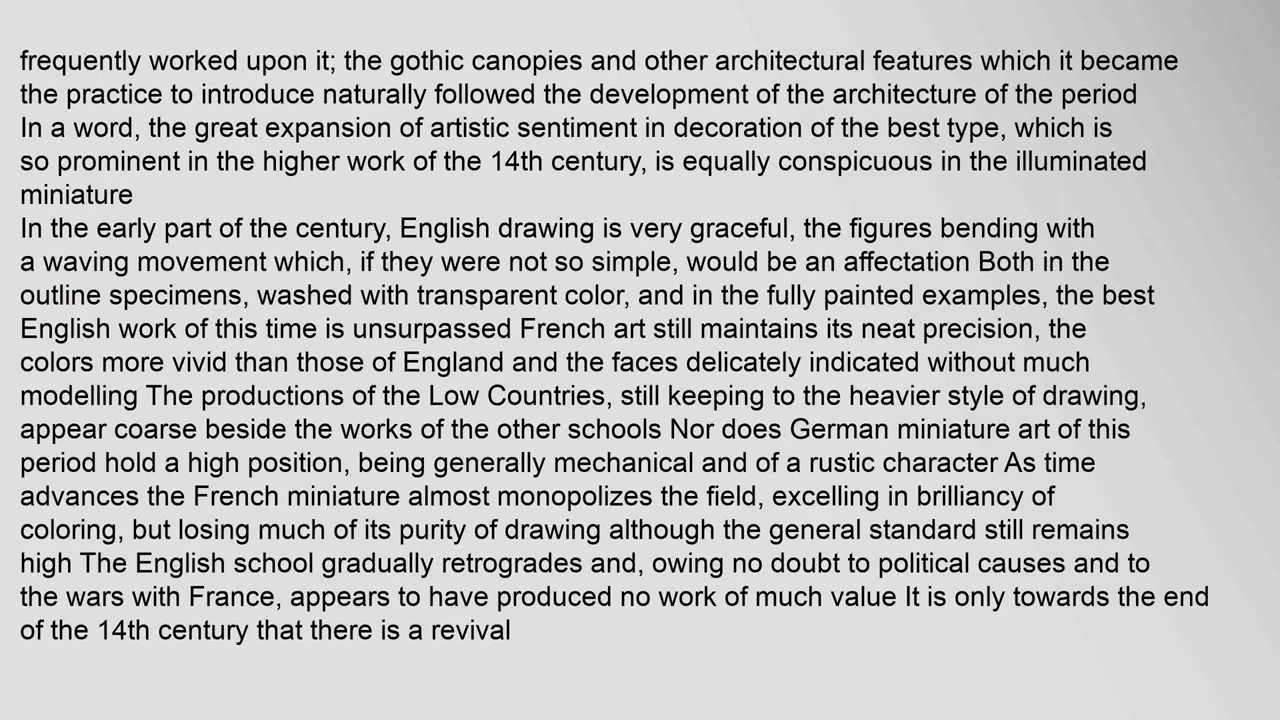 frequently worked upon it; the gothic canopies and other architectural features which it became
the practice to introduce naturally followed the development of the architecture of the period
In a word, the great expansion of artistic sentiment in decoration of the best type, which is
so prominent in the higher work of the 14th century, is equally conspicuous in the illuminated
miniature
In the early part of the century, English drawing is very graceful, the figures bending with
a waving movement which, if they were not so simple, would be an affectation Both in the
outline specimens, washed with transparent color, and in the fully painted examples, the best
English work of this time is unsurpassed French art still maintains its neat precision, the
colors more vivid than those of England and the faces delicately indicated without much
modelling The productions of the Low Countries, still keeping to the heavier style of drawing,
appear coarse beside the works of the other schools Nor does German miniature art of this
period hold a high position, being generally mechanical and of a rustic character As time
advances the French miniature almost monopolizes the field, excelling in brilliancy of
coloring, but losing much of its purity of drawing although the general standard still remains
high The English school gradually retrogrades and, owing no doubt to political causes and to
the wars with France, appears to have produced no work of much value It is only towards the end
of the 14th century that there is a revival